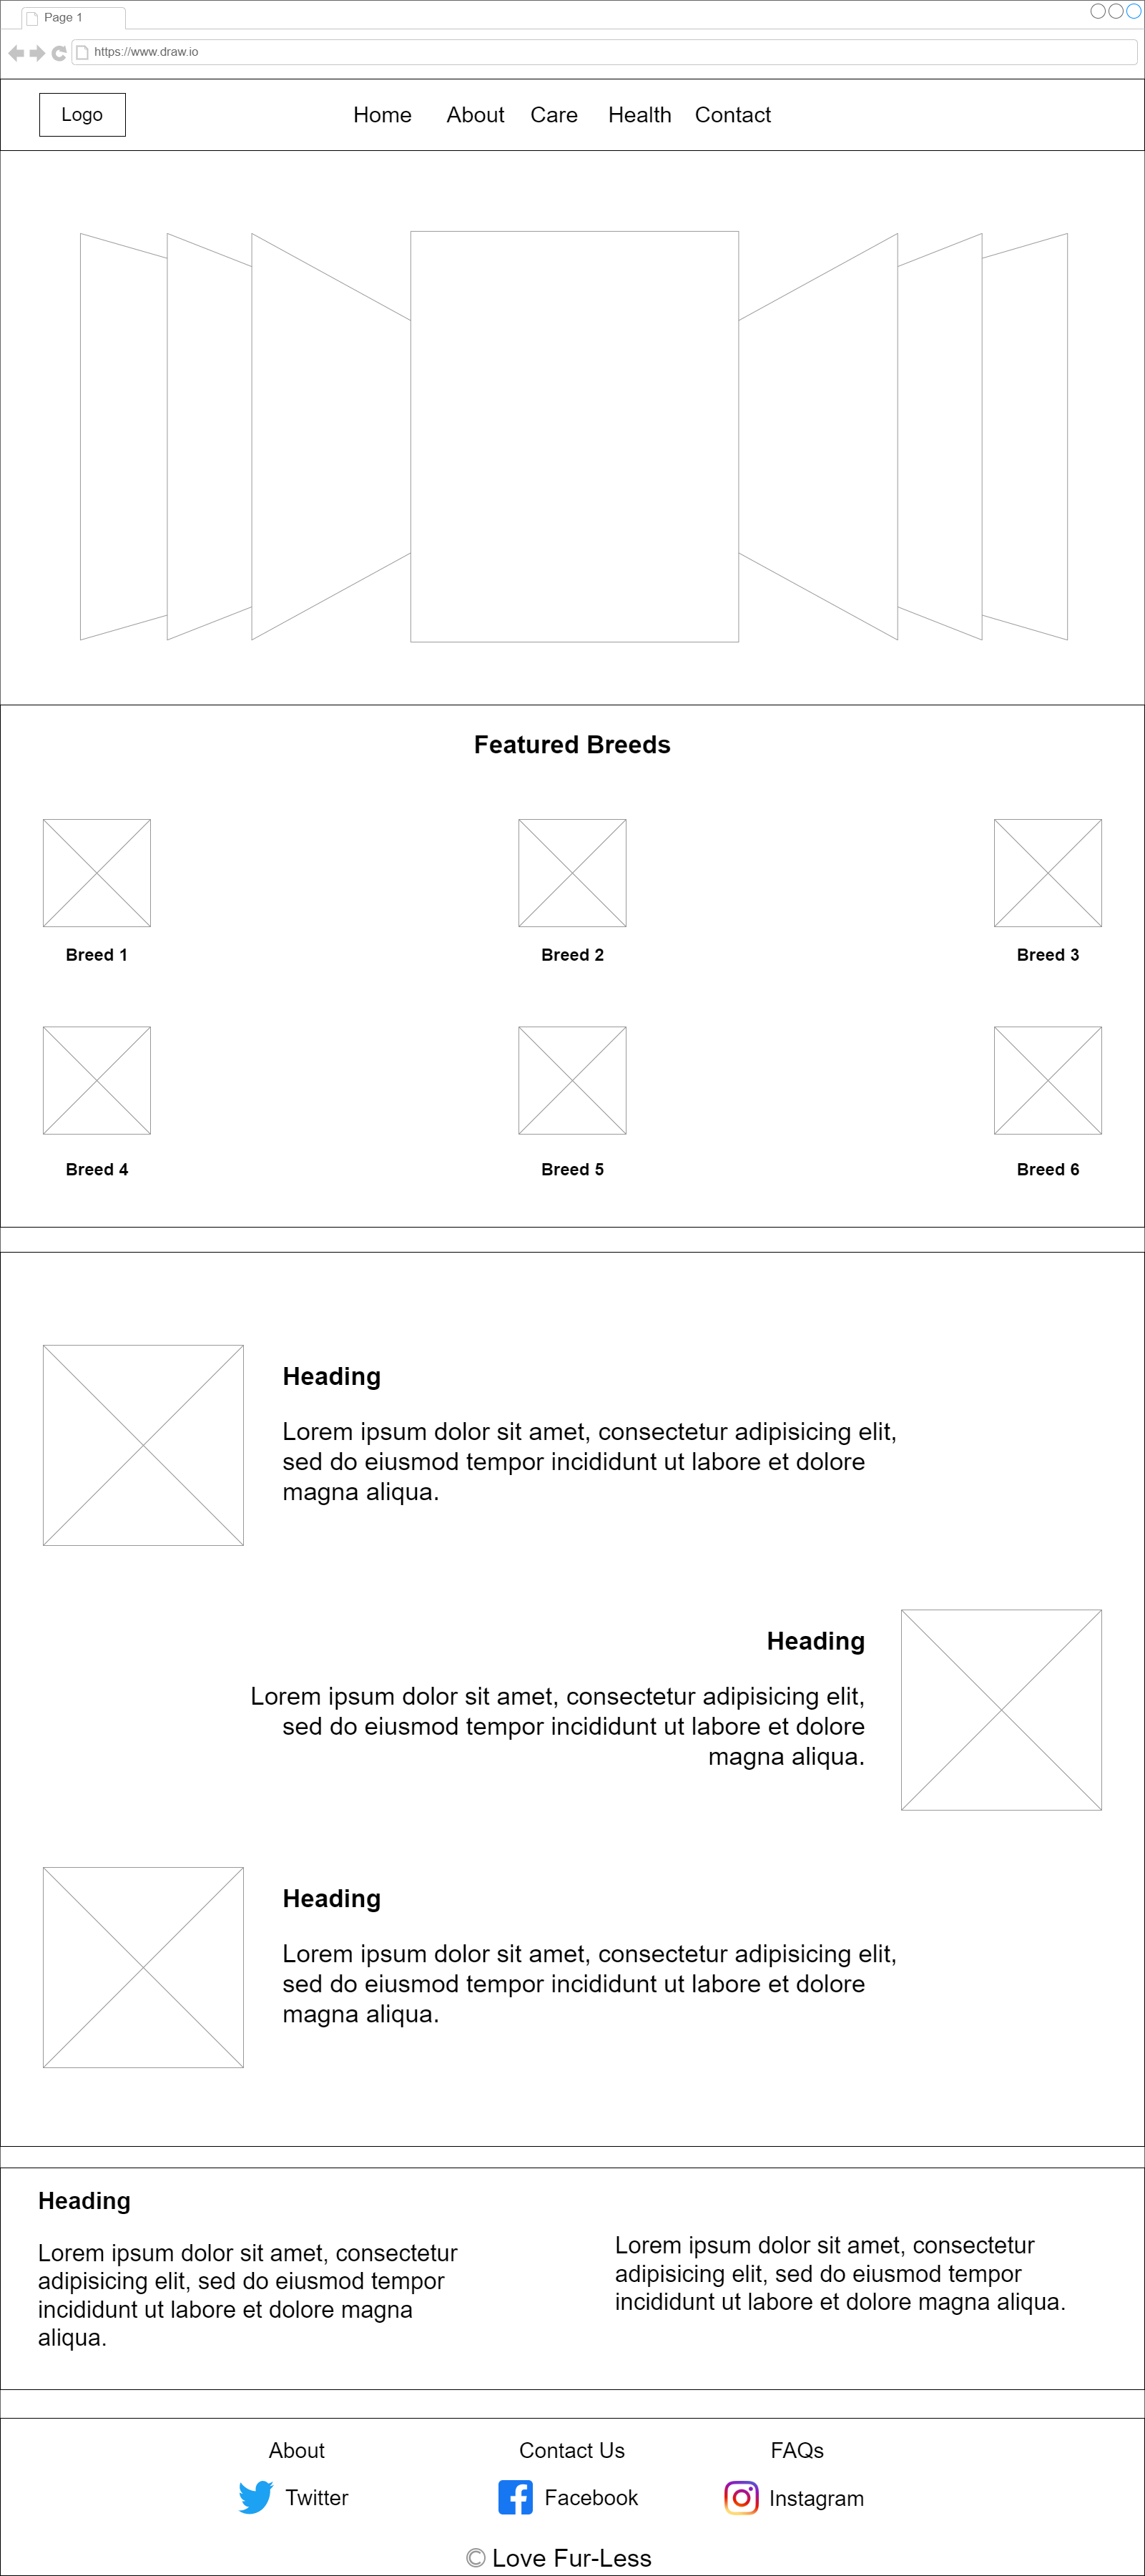 Page 1
https://www.draw.io
Logo
Home About Care Health Contact
Featured Breeds
Breed 1 Breed 2 Breed 3
Breed 4 Breed 5 Breed 6
Heading
Lorem ipsum dolor sit amet, consectetur adipisicing elit,
sed do eiusmod tempor incididunt ut labore et dolore
magna aliqua.
Heading
Lorem ipsum dolor sit amet, consectetur adipisicing elit,
sed do eiusmod tempor incididunt ut labore et dolore
magna aliqua.
Heading
Lorem ipsum dolor sit amet, consectetur adipisicing elit,
sed do eiusmod tempor incididunt ut labore et dolore
magna aliqua.
Heading
Lorem ipsum dolor sit amet, consectetur
adipisicing elit, sed do eiusmod tempor
incididunt ut labore et dolore magna
aliqua.
Lorem ipsum dolor sit amet, consectetur
adipisicing elit, sed do eiusmod tempor
incididunt ut labore et dolore magna aliqua.
About Contact Us FAQs
Twitter Facebook Instagram
© Love Fur-Less